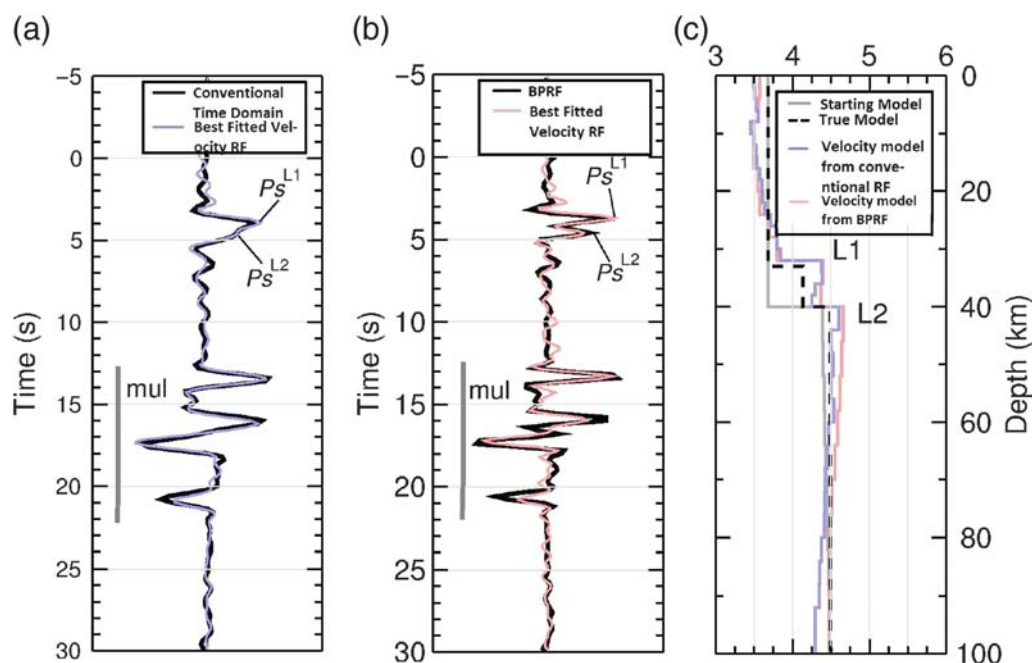 (a)
−5
0
5
10
15
20
25
30
Time (s)
Conventional
Time Domain
Best Fitted Vel-
ocity RF
Ps L1
Ps L2
mul
(b)
−5
0
5
10
15
20
25
30
Time (s)
BPRF
Best Fitted
Velocity RF
Ps L1
Ps L2
mul
(c)
3 4 5 6
Starting Model
True Model
Velocity model
from conve-
ntional RF
Velocity model
from BPRF
L1
L2
0
20
40
60
80
100
Depth (km)